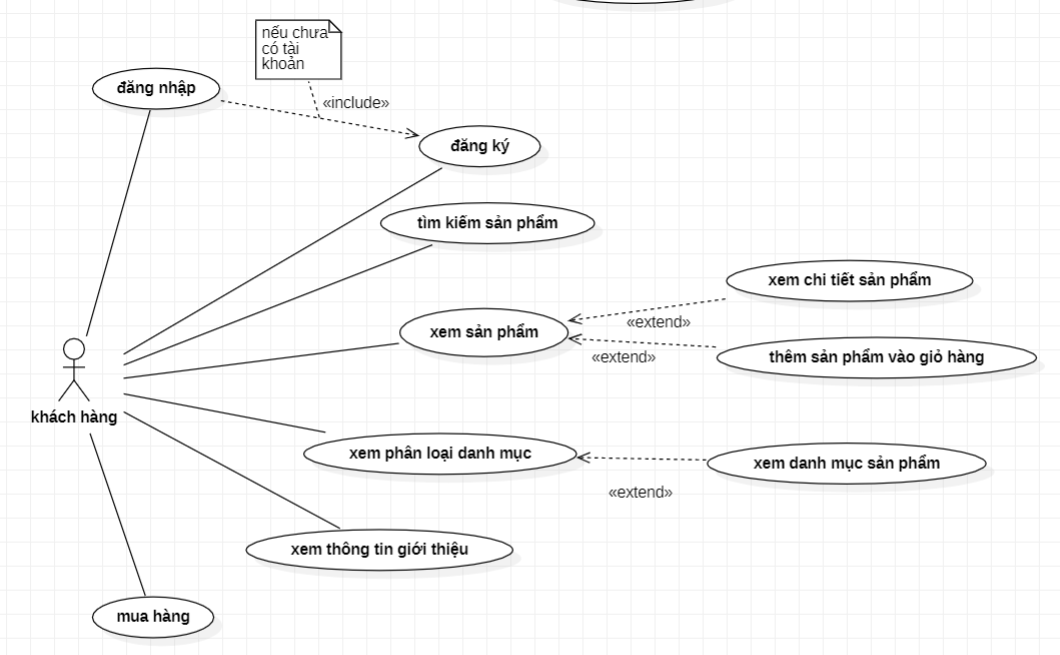 nếu chưa
có tài
khoản
đăng nhập
«include»
đăng ký
tìm kiếm sản phẩm
xem chi tiết sản phẩm
xem sản phẩm
«extend»
«extend»
thêm sản phẩm vào giỏ hàng
khách hàng
xem phân loại danh mục
xem danh mục sản phẩm
«extend»
xem thông tin giới thiệu
mua hàng